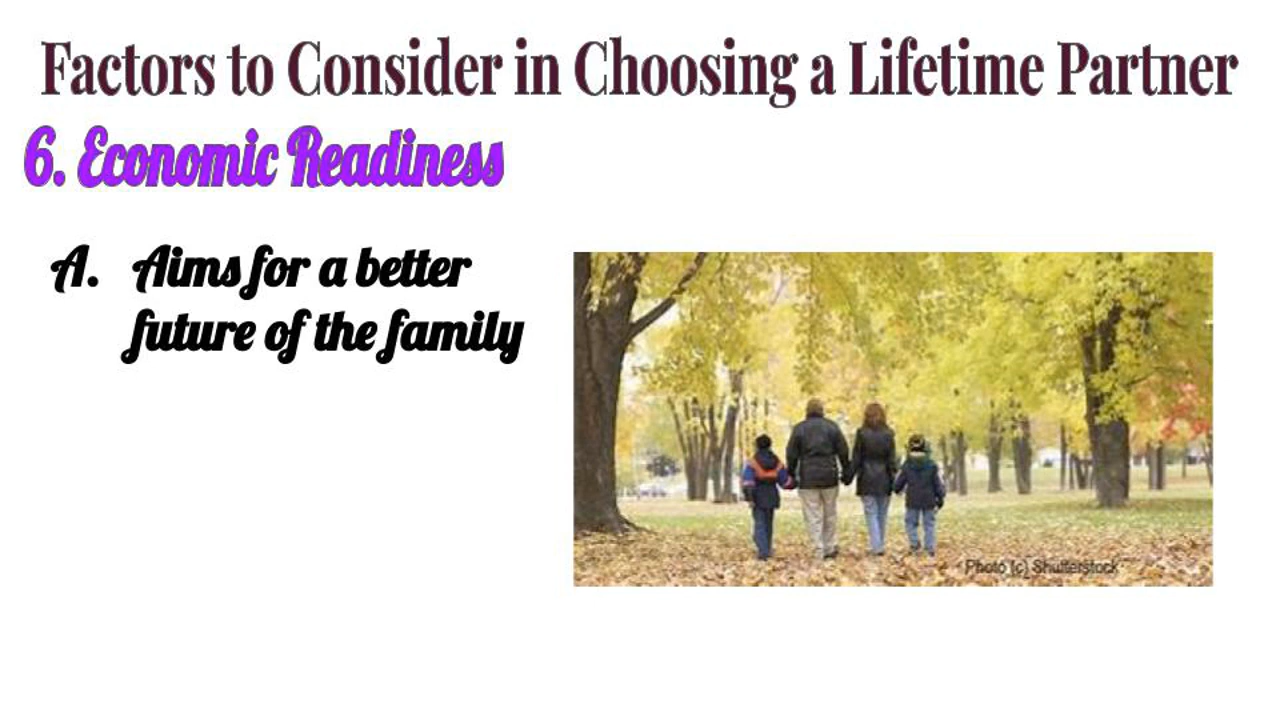 Factors to Consider in Choosing a Lifetime Partner
6. Economic Readiness
A. Aims for a better
future of the family
Photo (c) Shutterstock